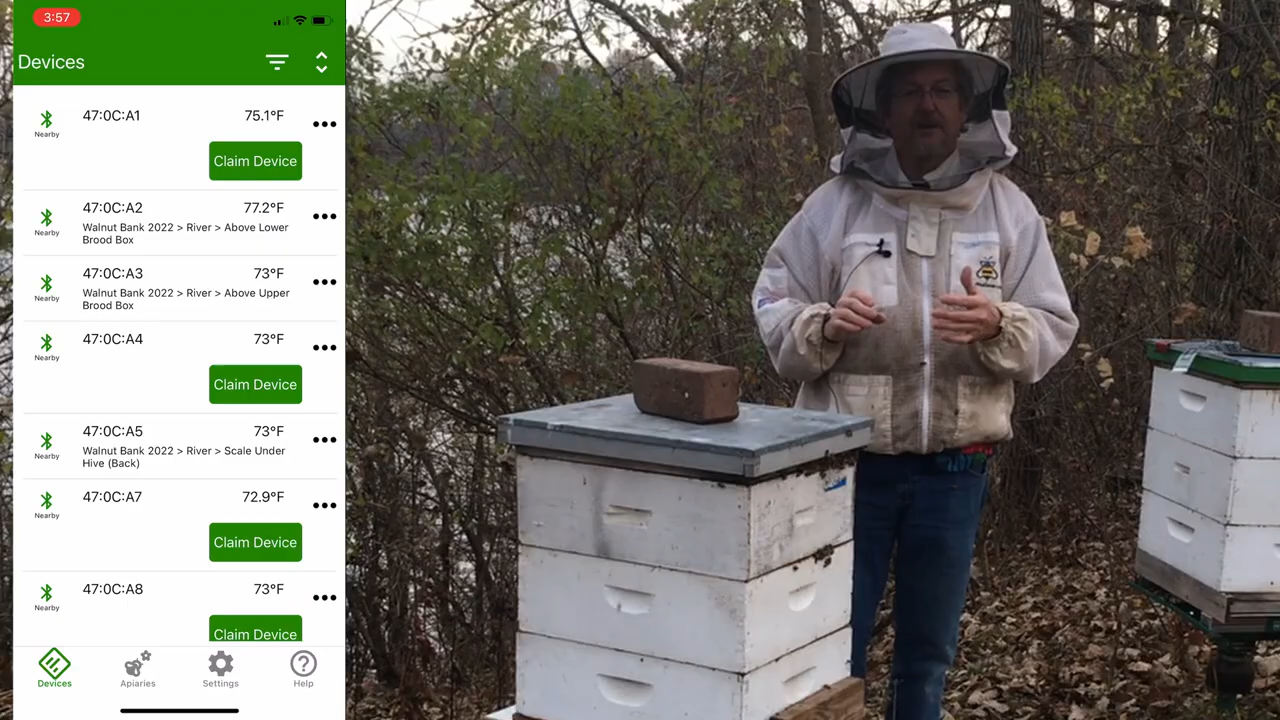 3:57
Devices
47:0C:A1 75.1°F
Nearby
Claim Device
47:0C:A2 77.2°F
Nearby
Walnut Bank 2022 > River > Above Lower
Brood Box
47:0C:A3 73°F
Nearby
Walnut Bank 2022 > River > Above Upper
Brood Box
47:0C:A4 73°F
Nearby
Claim Device
47:0C:A5 73°F
Nearby
Walnut Bank 2022 > River > Scale Under
Hive (Back)
47:0C:A7 72.9°F
Nearby
Claim Device
47:0C:A8 73°F
Nearby
Claim Device
Devices Apiaries Settings Help